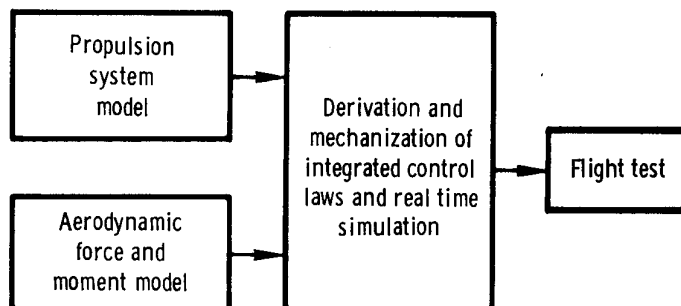 Propulsion
system
model
Aerodynamic
force and
moment model
Derivation and
mechanization of
integrated control
laws and real time
simulation
Flight test